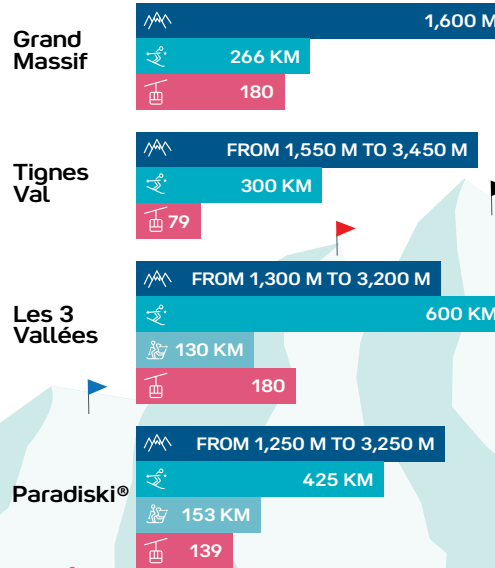 Grand
Massif
1,600 M
266 KM
180
Tignes
Val
FROM 1,550 M TO 3,450 M
300 KM
79
Les 3
Vallées
FROM 1,300 M TO 3,200 M
600 KM
130 KM
180
Paradiski®
FROM 1,250 M TO 3,250 M
425 KM
153 KM
139